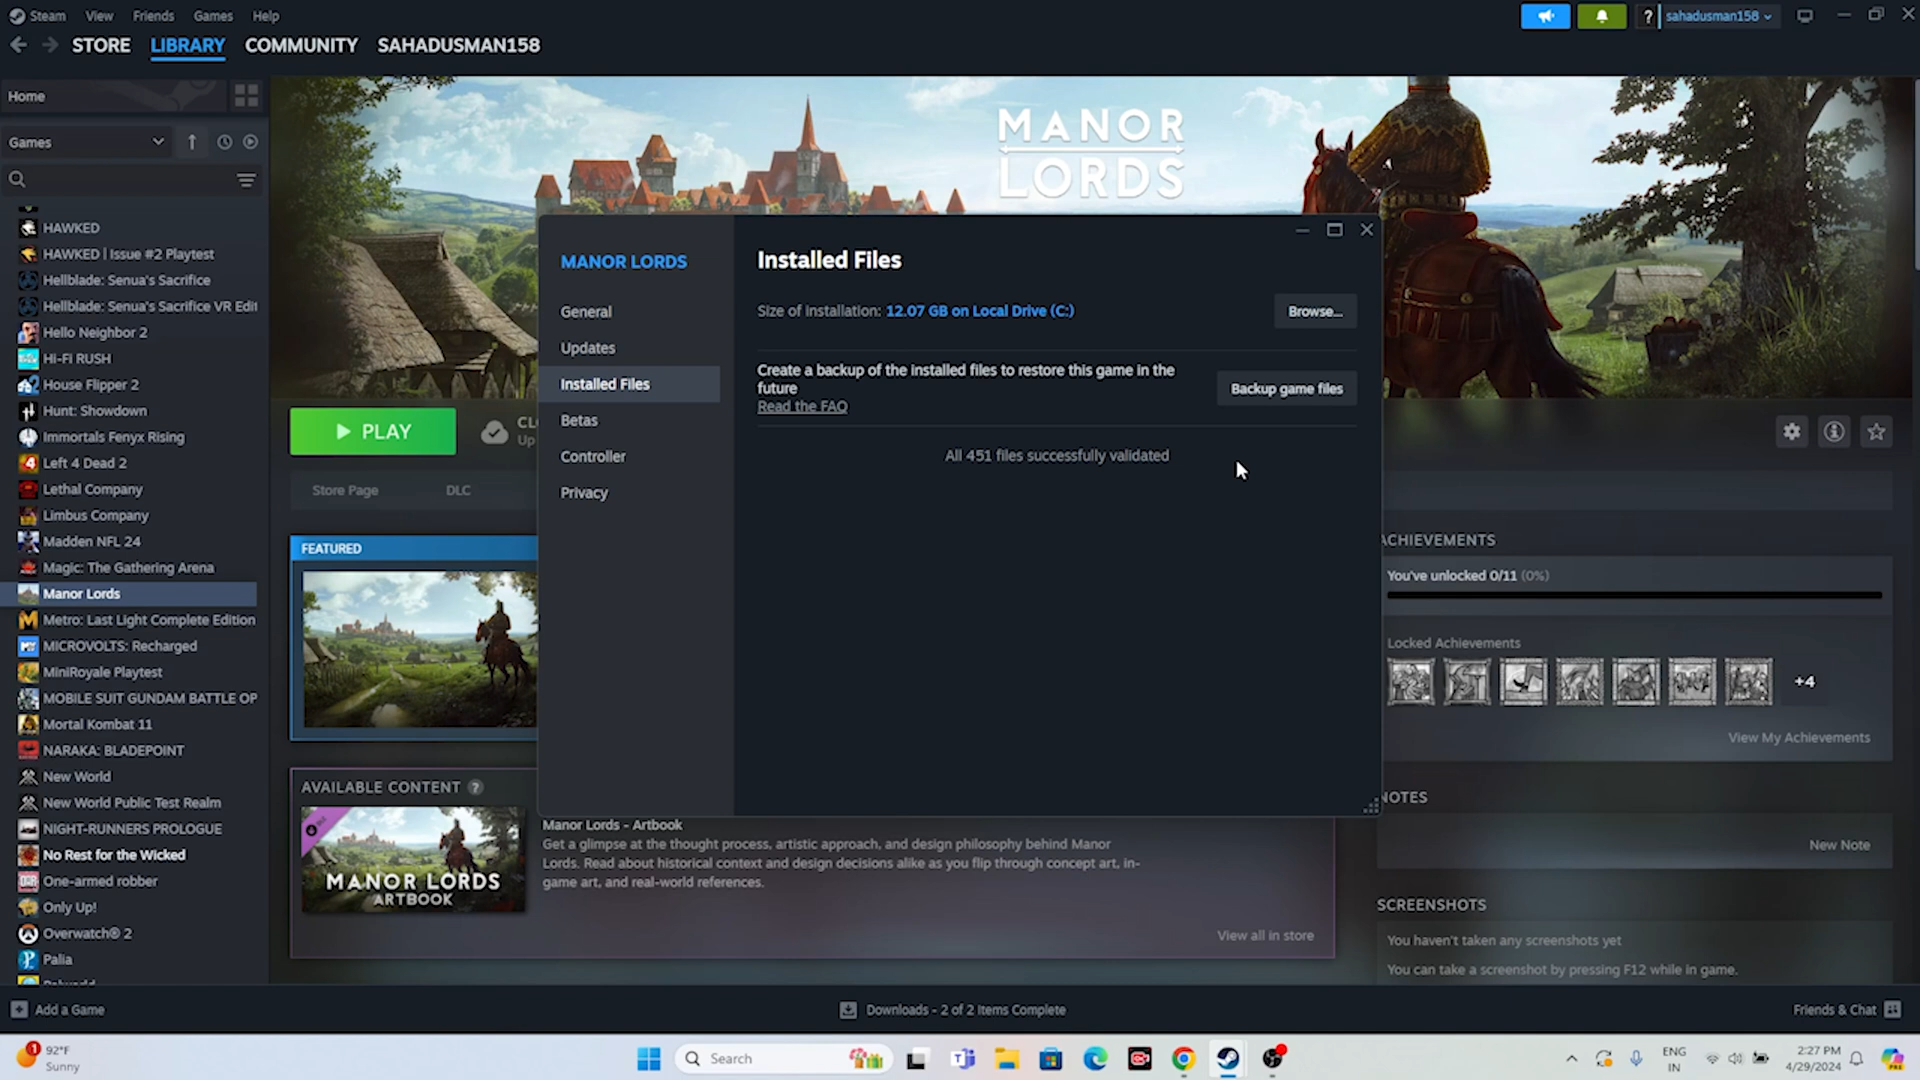 Steam View Friends Games Help
? sahadusman158
STORE LIBRARY COMMUNITY SAHADUSMAN158
Home
Games
HAWKED
HAWKED | Issue #2 Playtest
Hellblade: Senua's Sacrifice
Hellblade: Senua's Sacrifice VR Edit
Hello Neighbor 2
Hi-Fi RUSH
House Flipper 2
Hunt: Showdown
Immortals Fenyx Rising
Left 4 Dead 2
Lethal Company
Limbus Company
Madden NFL 24
Magic: The Gathering Arena
Manor Lords
Metro: Last Light Complete Edition
MICROVOLTS: Recharged
MiniRoyale Playtest
MOBILE SUIT GUNDAM BATTLE OP
Mortal Kombat 11
NARAKA: BLADEPOINT
New World
New World Public Test Realm
NIGHT-RUNNERS PROLOGUE
No Rest for the Wicked
One-armed robber
Only Up!
Overwatch® 2
Palia
MANOR
LORDS
PLAY
CL
Up
Store Page DLC
FEATURED
AVAILABLE CONTENT ?
MANOR LORDS
ARTBOOK
Manor Lords - Artbook
Get a glimpse at the thought process, artistic approach, and design philosophy behind Manor
Lords. Read about historical context and design decisions alike as you flip through concept art, in-
game art, and real-world references.
View all in store
MANOR LORDS
General
Updates
Installed Files
Betas
Controller
Privacy
Installed Files
Size of installation: 12.07 GB on Local Drive (C:)
Browse...
Create a backup of the installed files to restore this game in the
future
Read the FAQ
Backup game files
All 451 files successfully validated
ACHIEVEMENTS
You've unlocked 0/11 (0%)
Locked Achievements
+4
View My Achievements
NOTES
New Note
SCREENSHOTS
You haven't taken any screenshots yet
You can take a screenshot by pressing F12 while in game.
Add a Game
Downloads - 2 of 2 Items Complete
Friends & Chat
1
92°F
Sunny
Search
ENG
IN
2:27 PM
4/29/2024